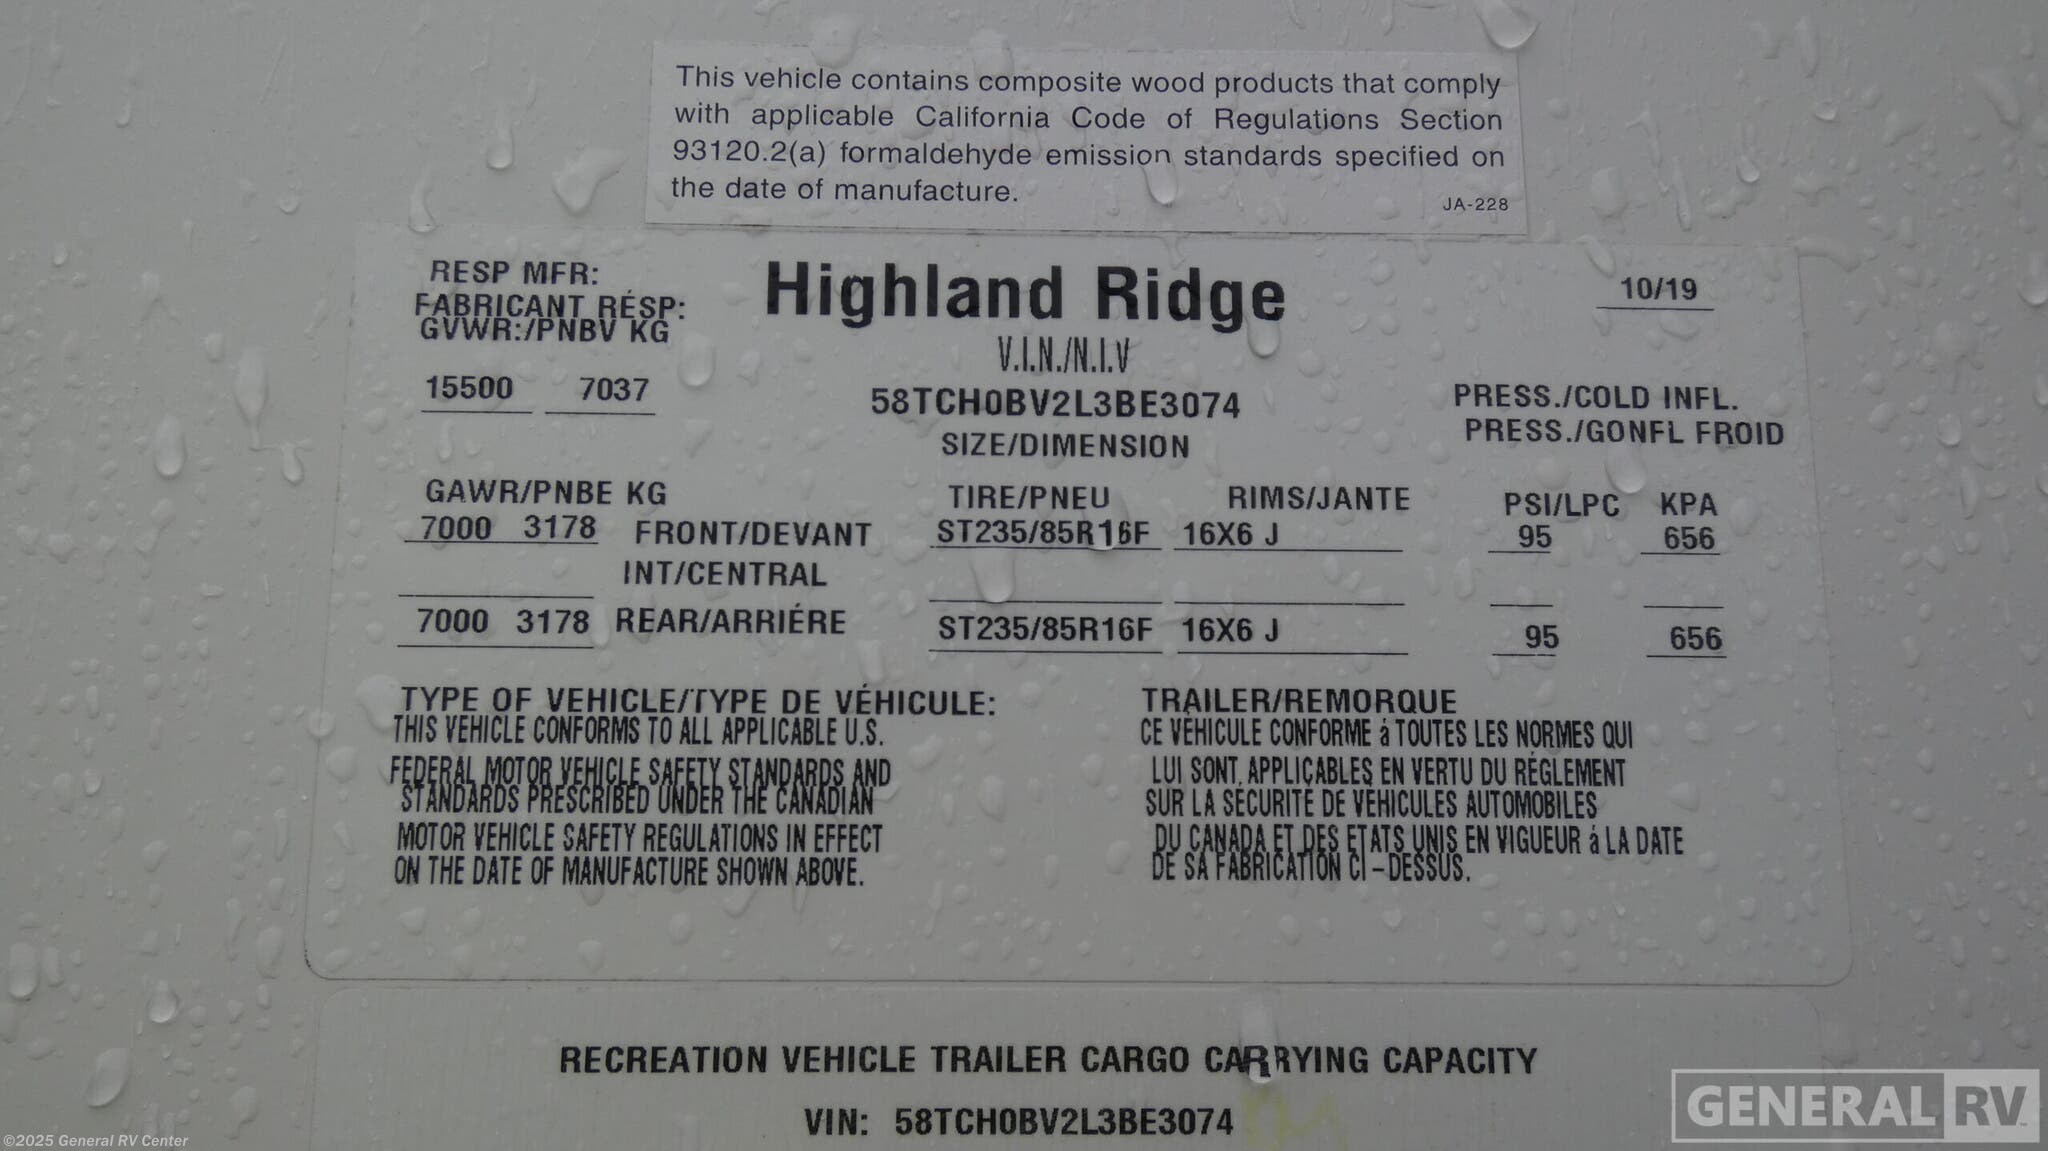 This vehicle contains composite wood products that comply
with applicable California Code of Regulations Section
93120.2(a) formaldehyde emission standards specified on
the date of manufacture.
JA-228
RESP MFR: Highland Ridge 10/19
FABRICANT RÉSP:
GVWR:/PNBV KG
V.I.N./N.I.V
15500 7037
58TCH0BV2L3BE3074
PRESS./COLD INFL.
SIZE/DIMENSION PRESS./GONFL FROID
GAWR/PNBE KG TIRE/PNEU RIMS/JANTE PSI/LPC KPA
7000 3178 FRONT/DEVANT ST235/85R16F 16X6 J 95 656
INT/CENTRAL
7000 3178 REAR/ARRIÉRE ST235/85R16F 16X6 J 95 656
TYPE OF VEHICLE/TYPE DE VÉHICULE: TRAILER/REMORQUE
THIS VEHICLE CONFORMS TO ALL APPLICABLE U.S.
FEDERAL MOTOR VEHICLE SAFETY STANDARDS AND
STANDARDS PRESCRIBED UNDER THE CANADIAN
MOTOR VEHICLE SAFETY REGULATIONS IN EFFECT
ON THE DATE OF MANUFACTURE SHOWN ABOVE.
CE VÉHICULE CONFORME á TOUTES LES NORMES QUI
LUI SONT APPLICABLES EN VERTU DU RÉGLEMENT
SUR LA SÉCURITÉ DE VÉHICULES AUTOMOBILES
DU CANADA ET DES ETATS UNIS EN VIGUEUR á LA DATE
DE SA FABRICATION CI-DESSUS.
RECREATION VEHICLE TRAILER CARGO CARRYING CAPACITY
VIN: 58TCH0BV2L3BE3074
©2025 General RV Center
GENERAL RV